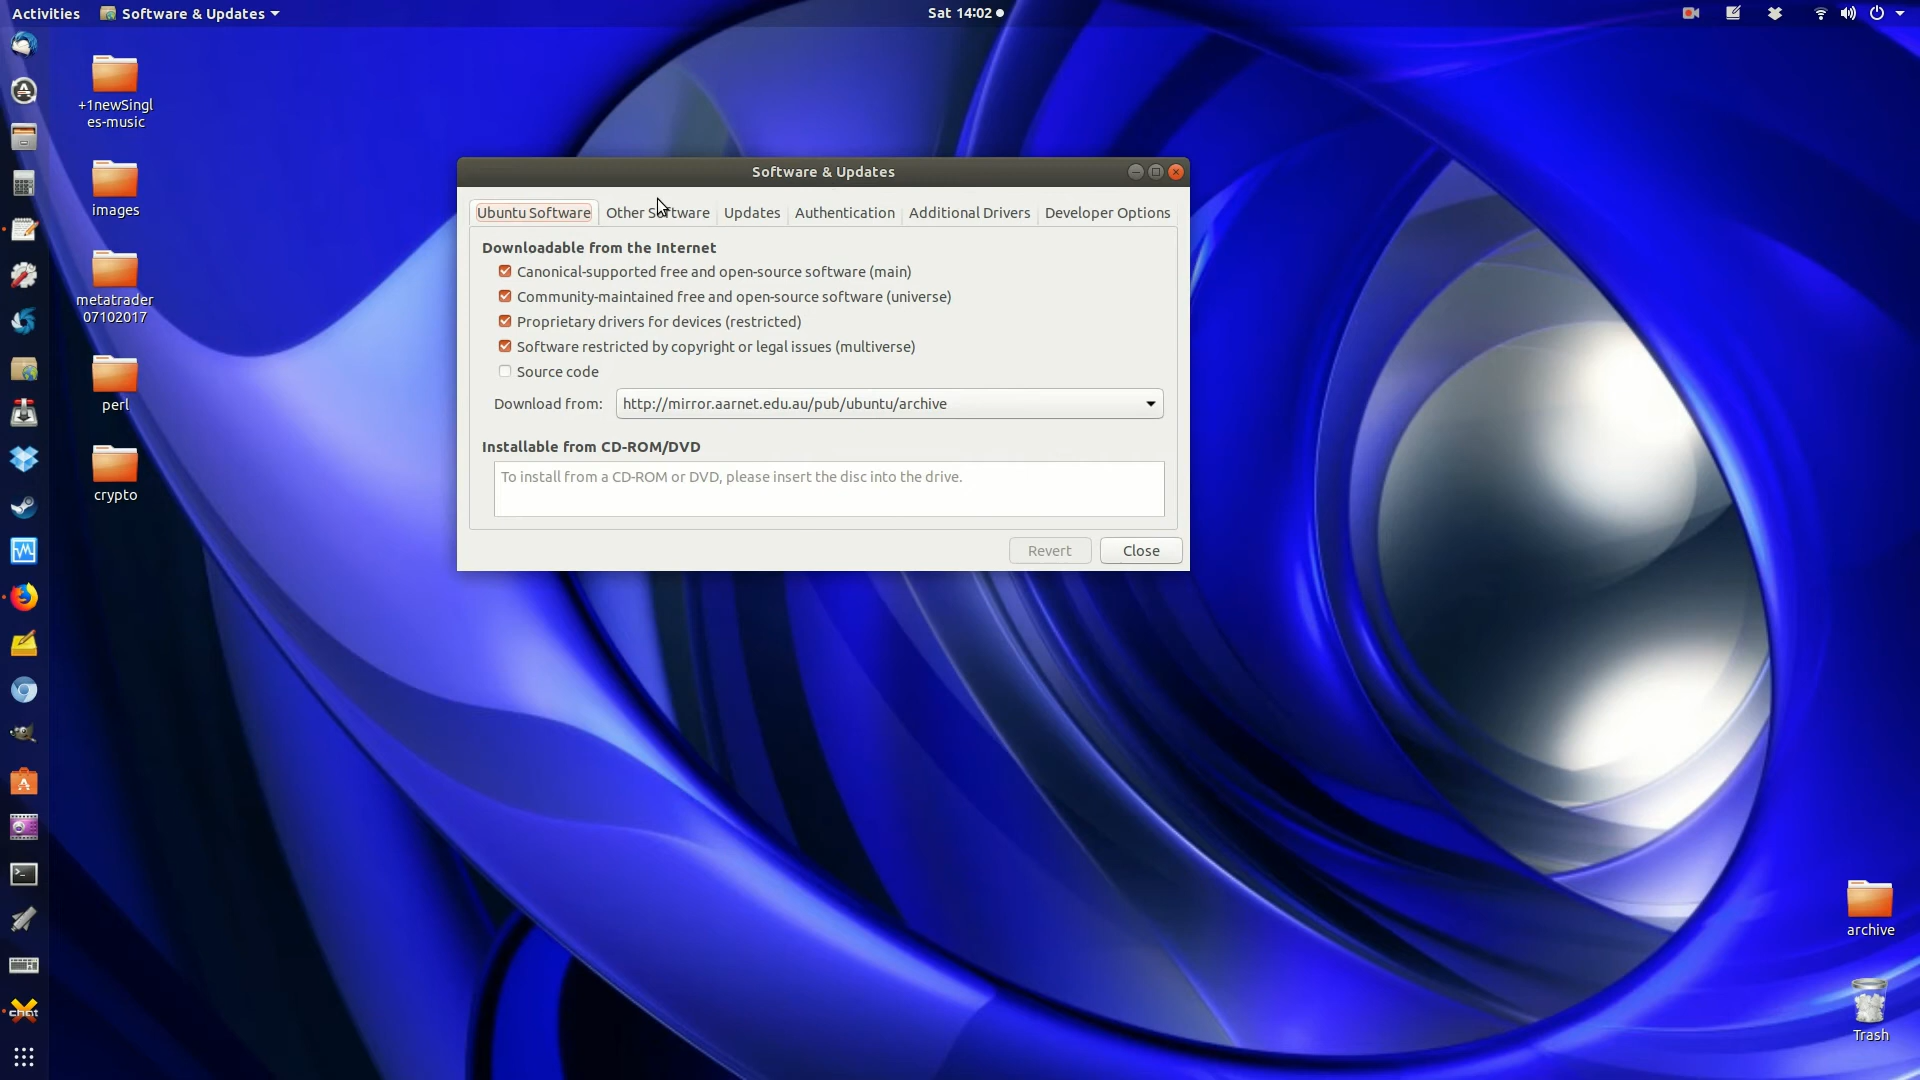 Activities
Software & Updates
Sat 14:02
+1newSingl
es-music
images
metatrader
07102017
perl
crypto
Software & Updates
Ubuntu Software
Other Software
Updates
Authentication
Additional Drivers
Developer Options
Downloadable from the Internet
Canonical-supported free and open-source software (main)
Community-maintained free and open-source software (universe)
Proprietary drivers for devices (restricted)
Software restricted by copyright or legal issues (multiverse)
Source code
Download from:
http://mirror.aarnet.edu.au/pub/ubuntu/archive
Installable from CD-ROM/DVD
To install from a CD-ROM or DVD, please insert the disc into the drive.
Revert
Close
chat
archive
Trash